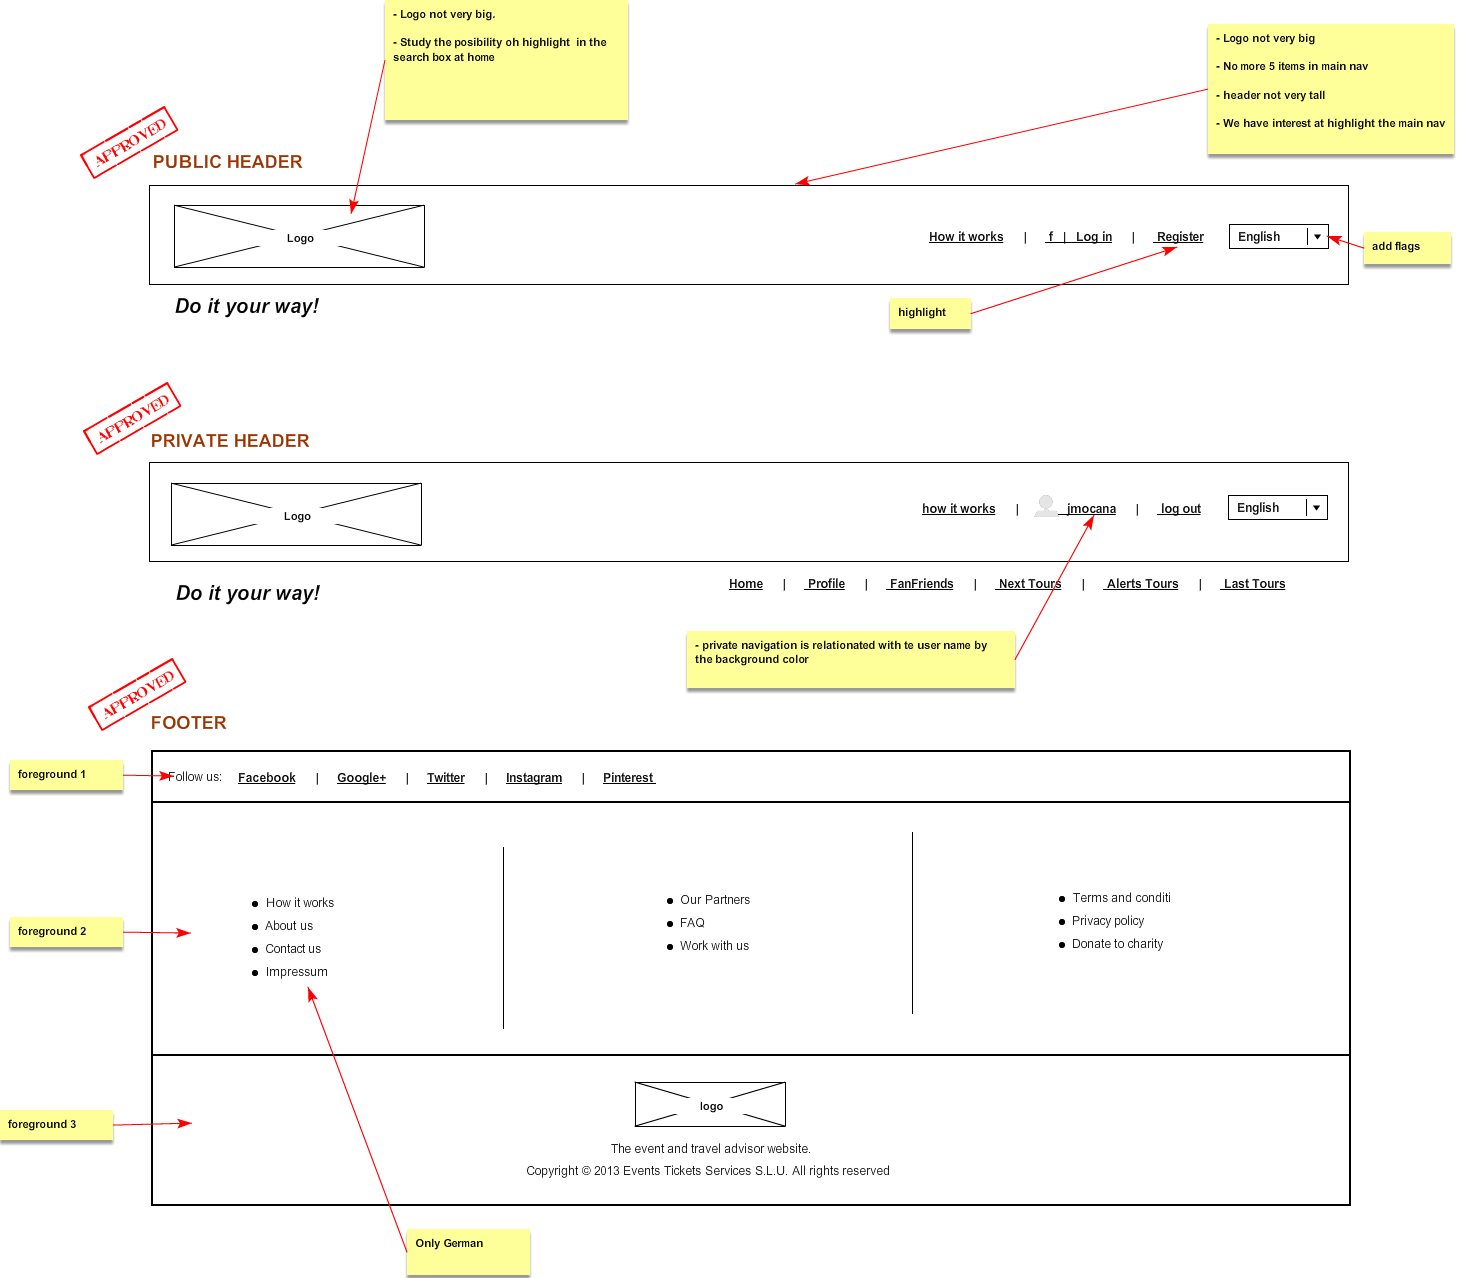 - Logo not very big.
- Study the posibility oh highlight in the
search box at home
- Logo not very big
- No more 5 items in main nav
- header not very tall
- We have interest at highlight the main nav
APPROVED
PUBLIC HEADER
Logo
How it works | f | Log in | Register English
add flags
Do it your way!
highlight
APPROVED
PRIVATE HEADER
Logo
how it works | jmocana | log out English
Do it your way!
Home | Profile | FanFriends | Next Tours | Alerts Tours | Last Tours
- private navigation is relationated with te user name by
the background color
APPROVED
FOOTER
foreground 1
Follow us: Facebook | Google+ | Twitter | Instagram | Pinterest
foreground 2
How it works
About us
Contact us
Impressum
Our Partners
FAQ
Work with us
Terms and conditi
Privacy policy
Donate to charity
foreground 3
logo
The event and travel advisor website.
Copyright © 2013 Events Tickets Services S.L.U. All rights reserved
Only German